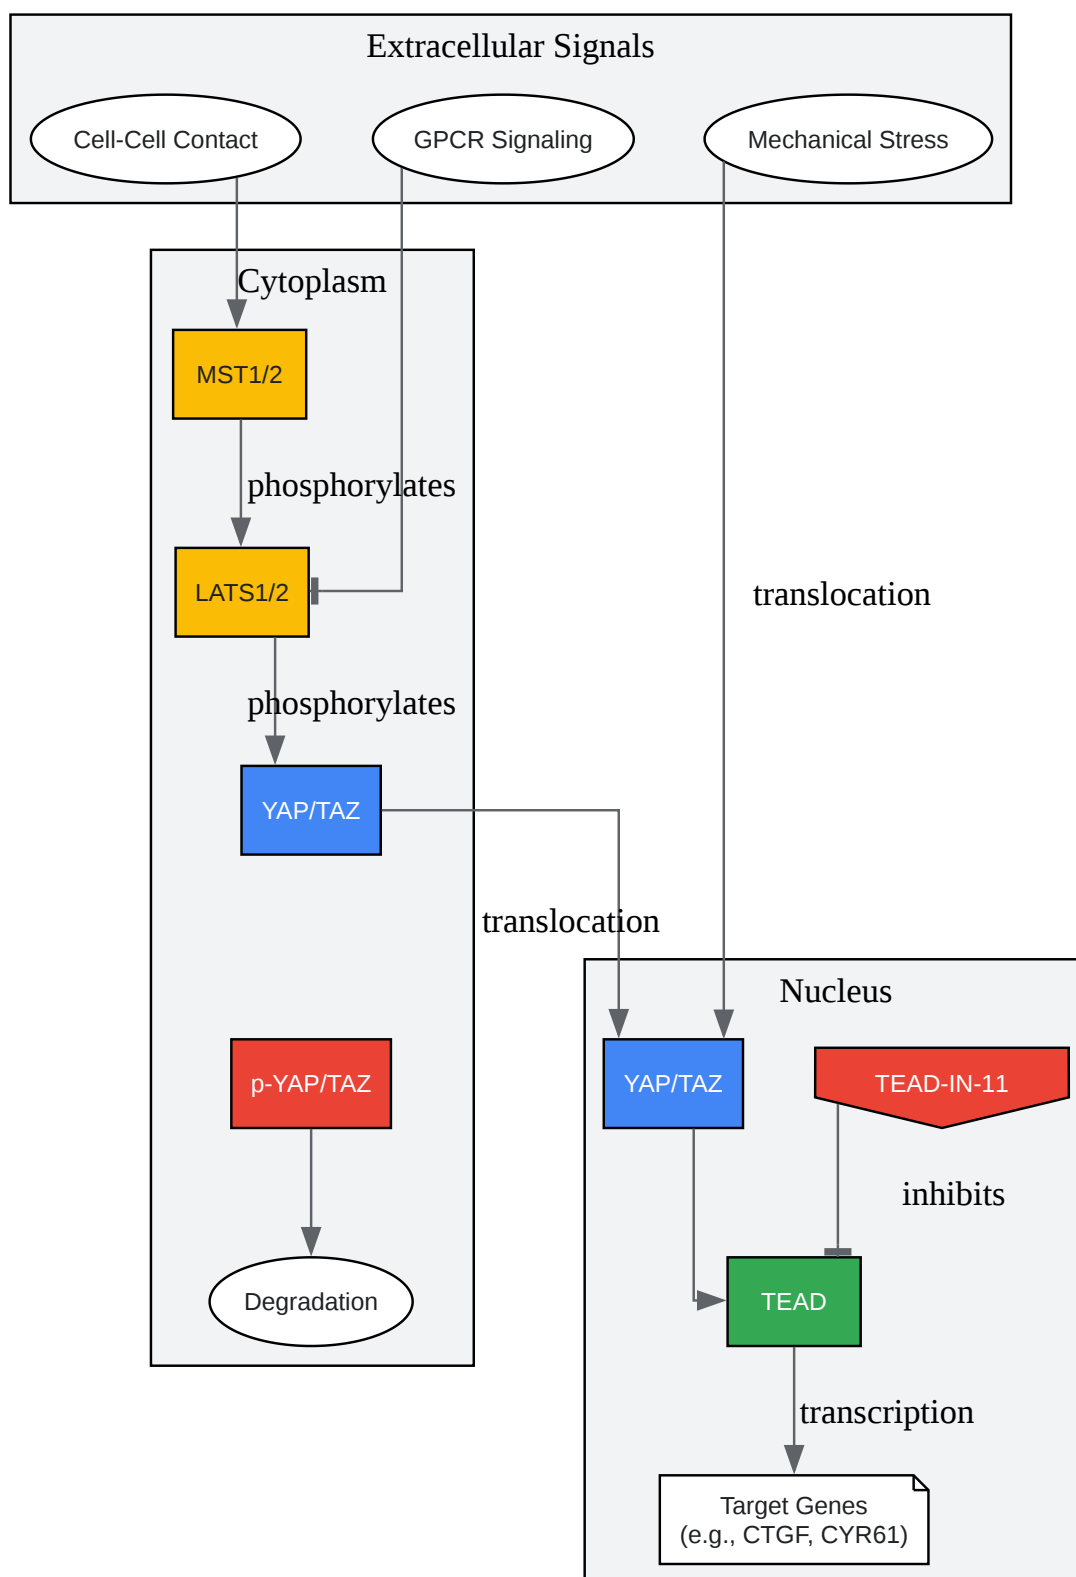 Extracellular Signals
Cell-Cell Contact
GPCR Signaling
Mechanical Stress
Cytoplasm
MST1/2
phosphorylates
LATS1/2
translocation
phosphorylates
YAP/TAZ
translocation
Nucleus
p-YAP/TAZ
YAP/TAZ
TEAD-IN-11
inhibits
Degradation
TEAD
transcription
Target Genes
(e.g., CTGF, CYR61)